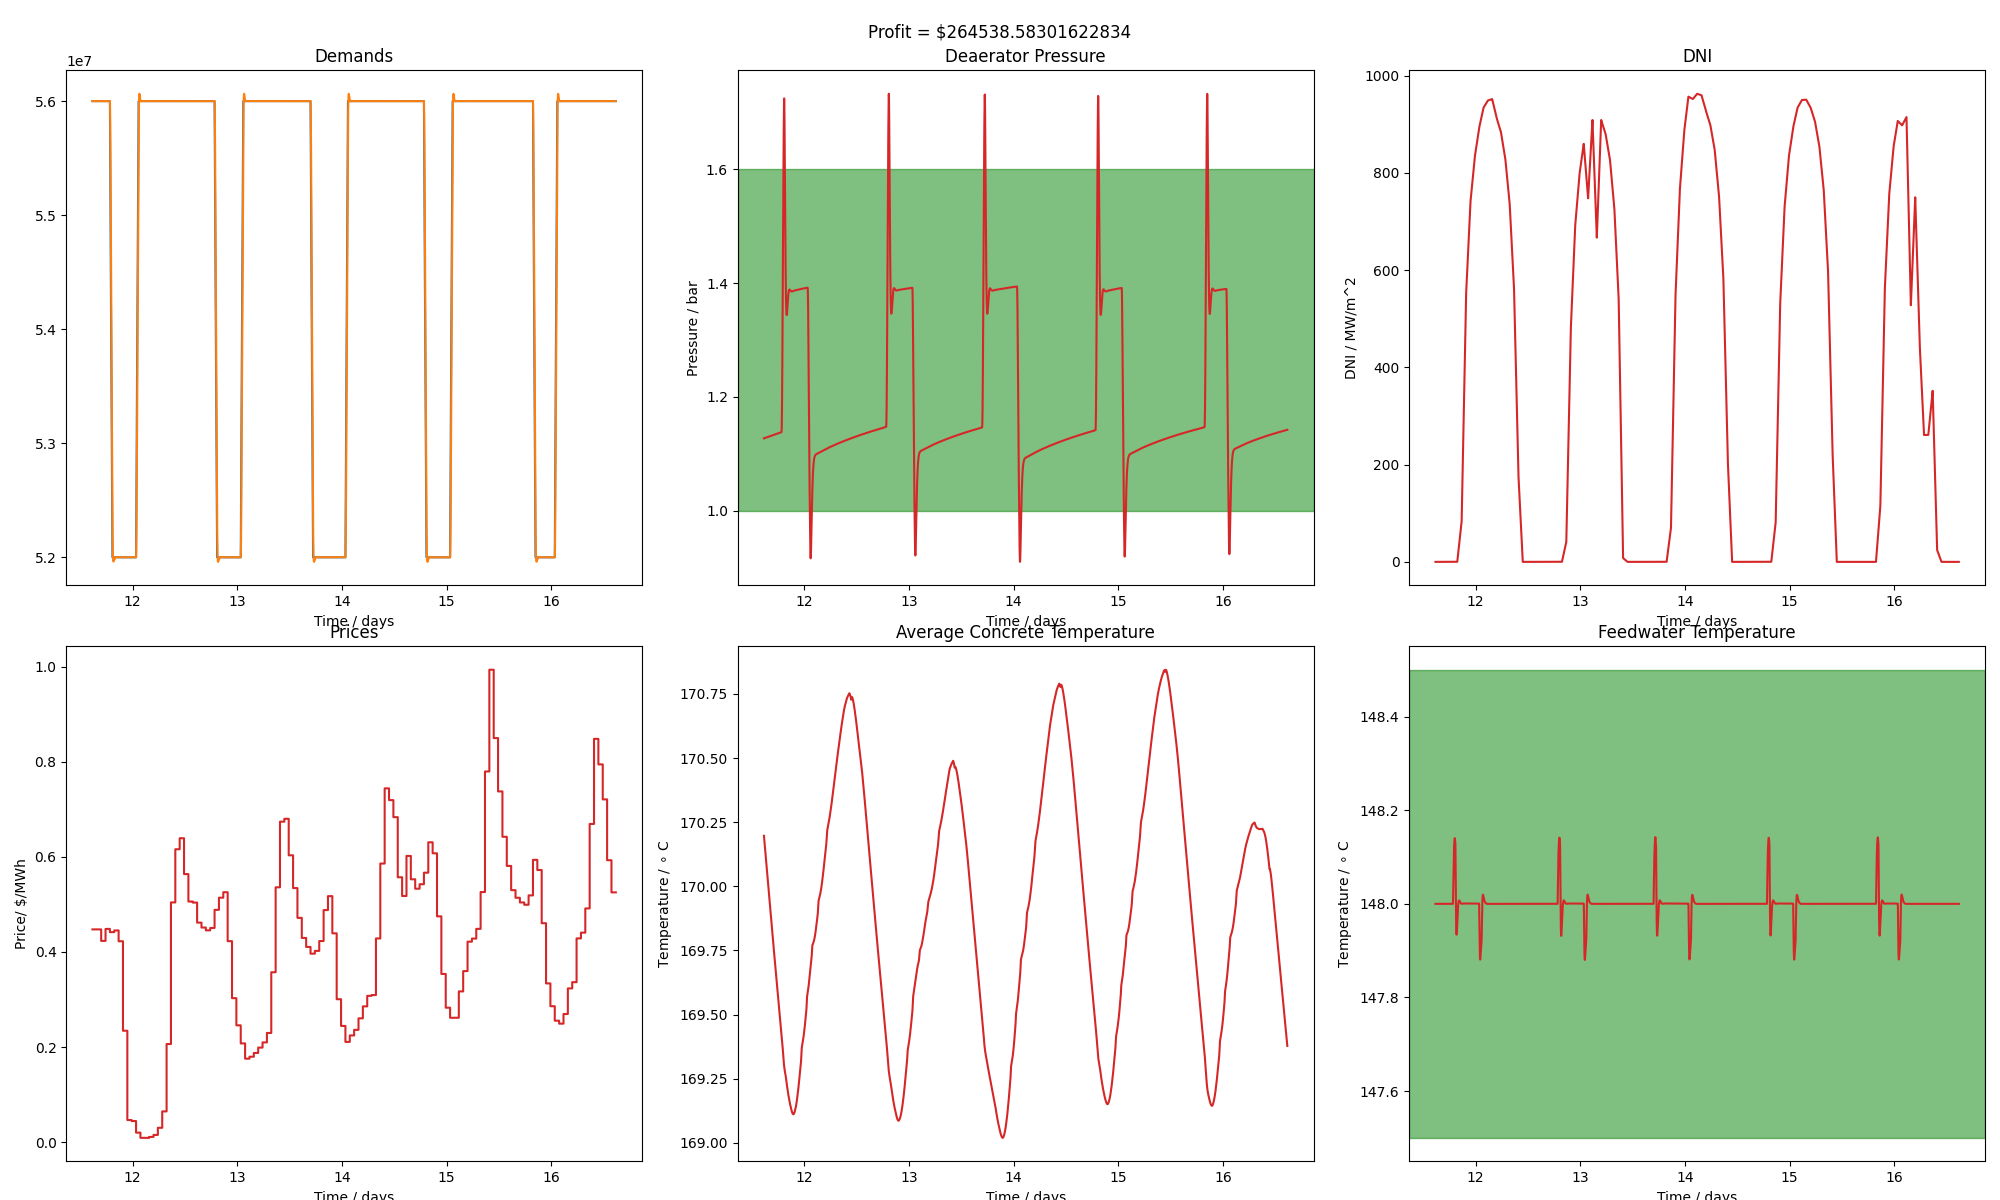 Profit = $264538.58301622834
Demands
1e7
5.6
5.5
5.4
5.3
5.2
12 13 14 15 16
Time / days
Deaerator Pressure
Pressure / bar
1.6
1.4
1.2
1.0
12 13 14 15 16
Time / days
DNI
DNI / MW/m^2
1000
800
600
400
200
0
12 13 14 15 16
Time / days
Prices
Price/ $/MWh
1.0
0.8
0.6
0.4
0.2
0.0
12 13 14 15 16
Time / days
Average Concrete Temperature
Temperature / ∘ C
170.75
170.50
170.25
170.00
169.75
169.50
169.25
169.00
12 13 14 15 16
Time / days
Feedwater Temperature
Temperature / ∘ C
148.4
148.2
148.0
147.8
147.6
12 13 14 15 16
Time / days